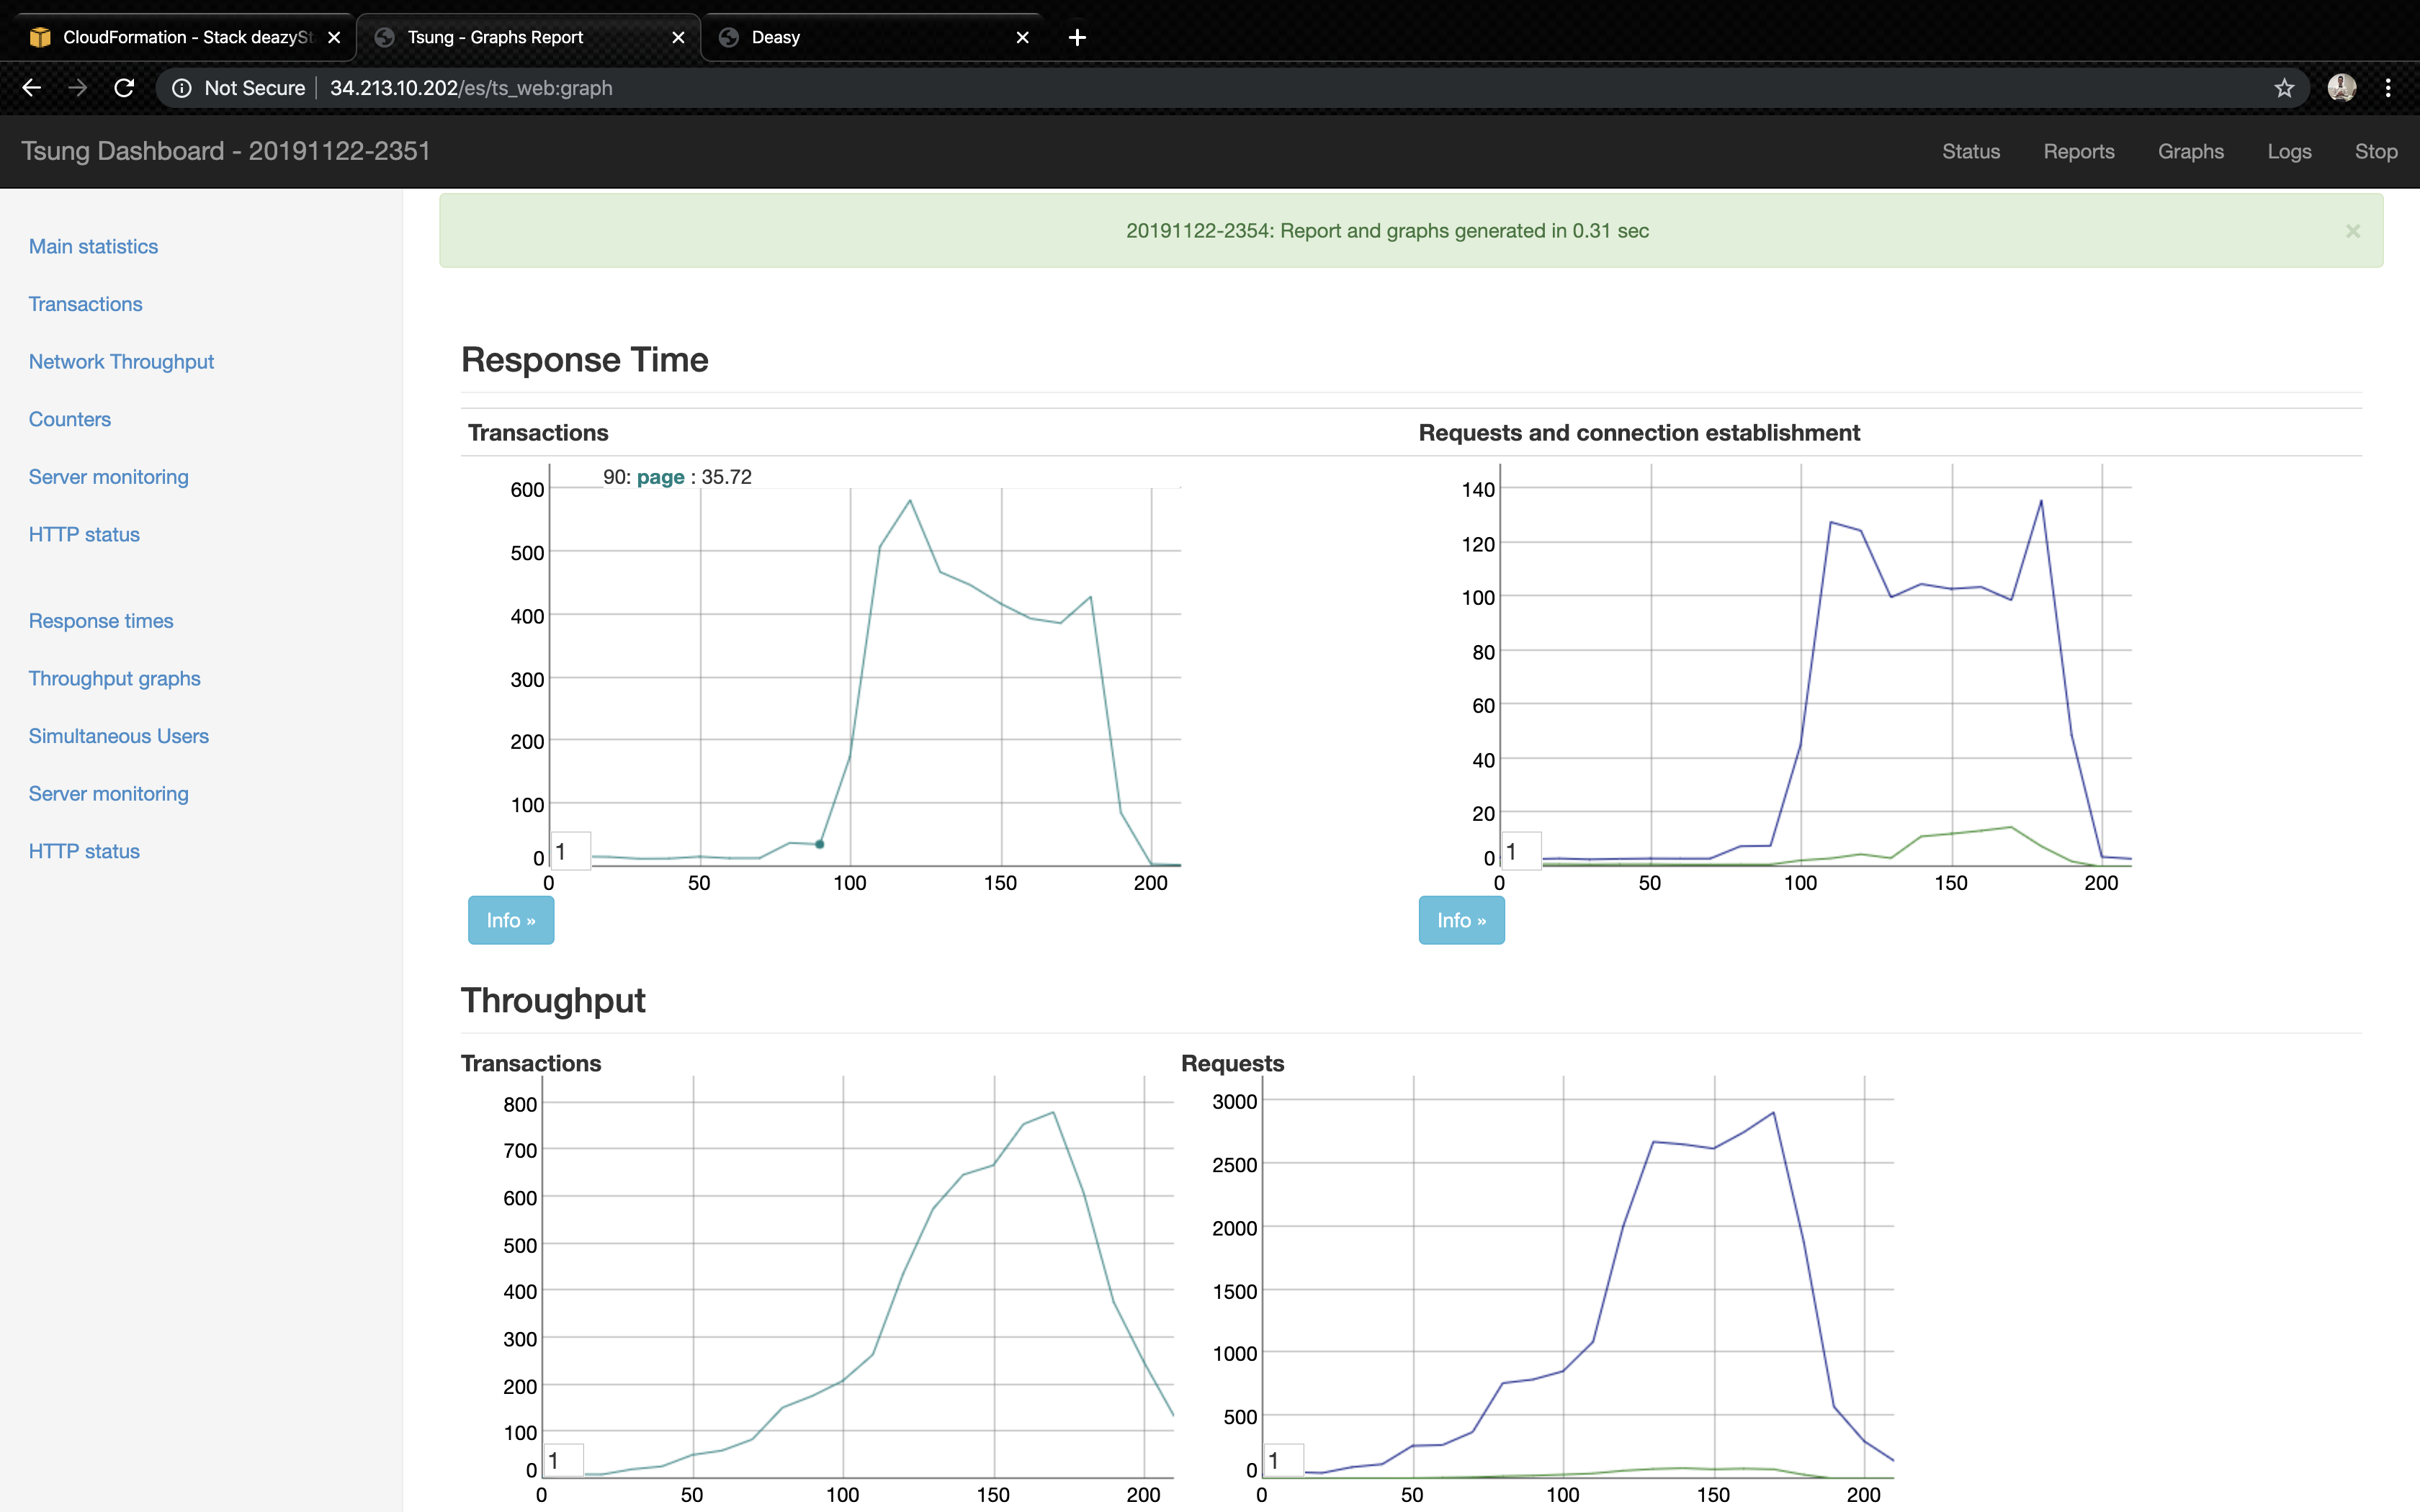 CloudFormation - Stack deazySt
Tsung - Graphs Report
Deasy
Not Secure
34.213.10.202/es/ts_web:graph
Tsung Dashboard - 20191122-2351
Status
Reports
Graphs
Logs
Stop
Main statistics
Transactions
Network Throughput
Counters
Server monitoring
HTTP status
Response times
Throughput graphs
Simultaneous Users
Server monitoring
HTTP status
20191122-2354: Report and graphs generated in 0.31 sec
×
Response Time
Transactions
90: page : 35.72
600
500
400
300
200
100
0
1
0 50 100 150 200
Info »
Requests and connection establishment
140
120
100
80
60
40
20
0
1
0 50 100 150 200
Info »
Throughput
Transactions
800
700
600
500
400
300
200
100
0
1
0 50 100 150 200
Requests
3000
2500
2000
1500
1000
500
0
1
0 50 100 150 200